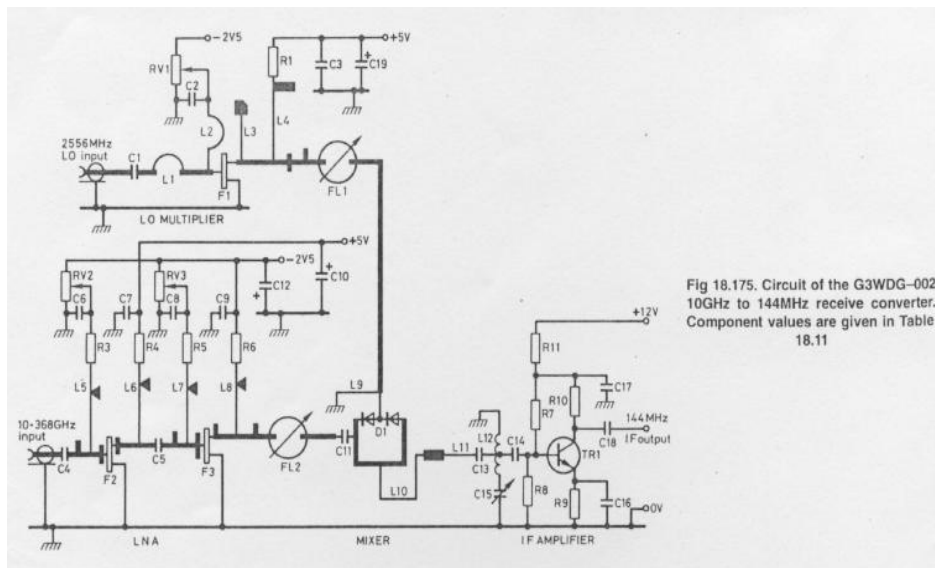 -2V5
+5V
RV1
C2
R1
C3
C19
L2
L3
L4
2556MHz
LO input
C1
L1
F1
FL1
LO MULTIPLIER
+5V
-2V5
RV2
C6
C7
RV3
C8
C9
C12
C10
R3
R4
R5
R6
L5
L6
L7
L8
L9
10·368GHz
input
C4
F2
C5
F3
FL2
C11
D1
L10
L11
L12
C13
C14
C15
+12V
R11
R7
R10
C17
144MHz
IF output
C18
TR1
R8
R9
C16
0V
LNA
MIXER
IF AMPLIFIER
Fig 18.175. Circuit of the G3WDG–002
10GHz to 144MHz receive converter.
Component values are given in Table
18.11